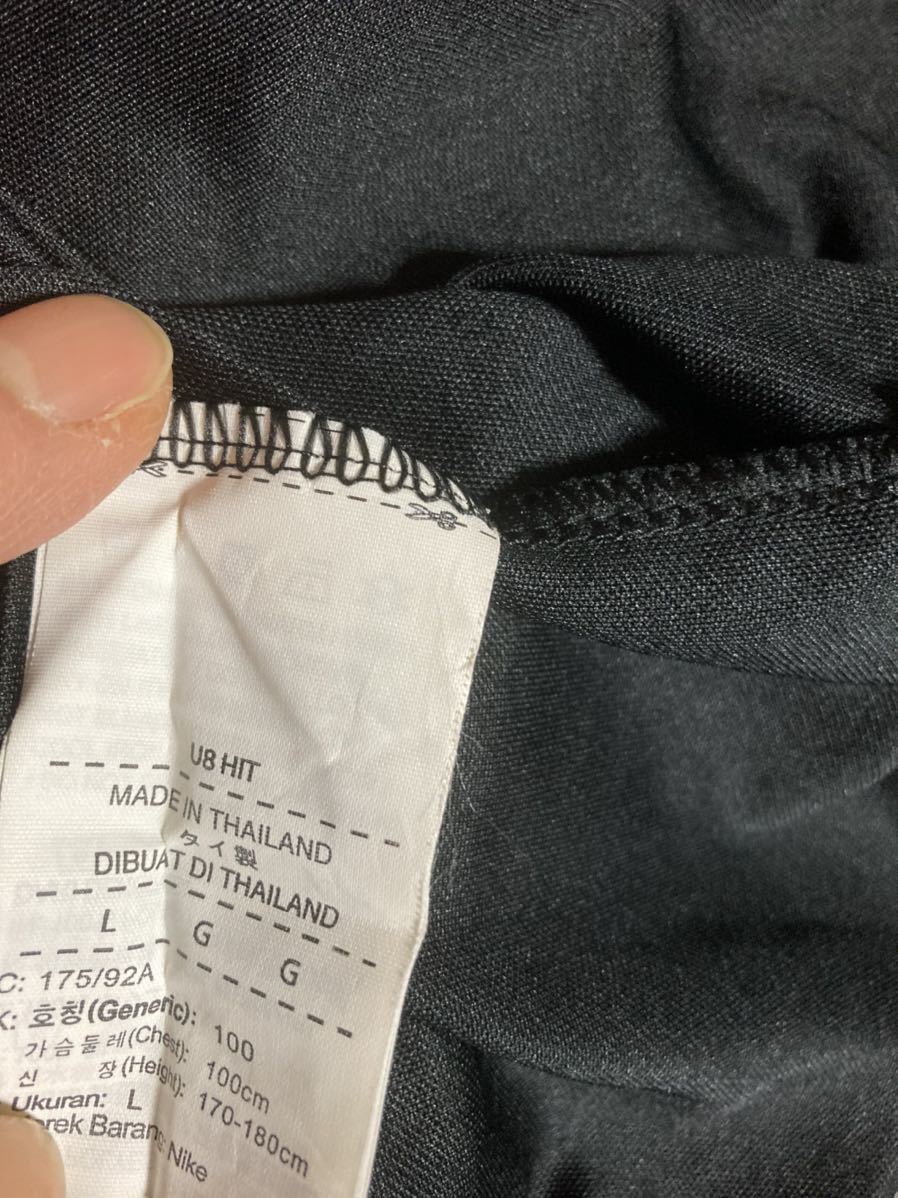 U8 HIT
MADE IN THAILAND
タイ製
DIBUAT DI THAILAND
L G G
C: 175/92A
K: 호칭(Generic): 100
가슴둘레(Chest): 100cm
신 장(Height): 170-180cm
Ukuran: L
Barang: Nike